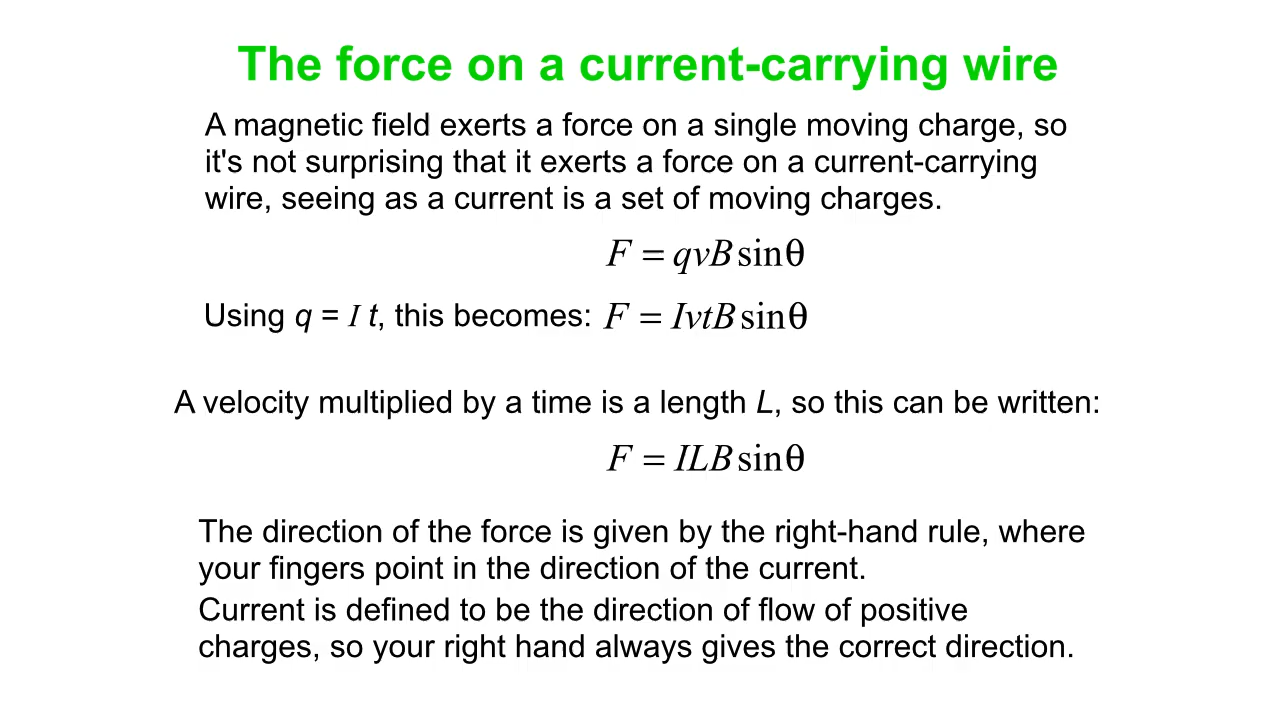 The force on a current-carrying wire
A magnetic field exerts a force on a single moving charge, so
it's not surprising that it exerts a force on a current-carrying
wire, seeing as a current is a set of moving charges.
F = qvB sinθ
Using q = I t, this becomes: F = IvtB sinθ
A velocity multiplied by a time is a length L, so this can be written:
F = ILB sinθ
The direction of the force is given by the right-hand rule, where
your fingers point in the direction of the current.
Current is defined to be the direction of flow of positive
charges, so your right hand always gives the correct direction.